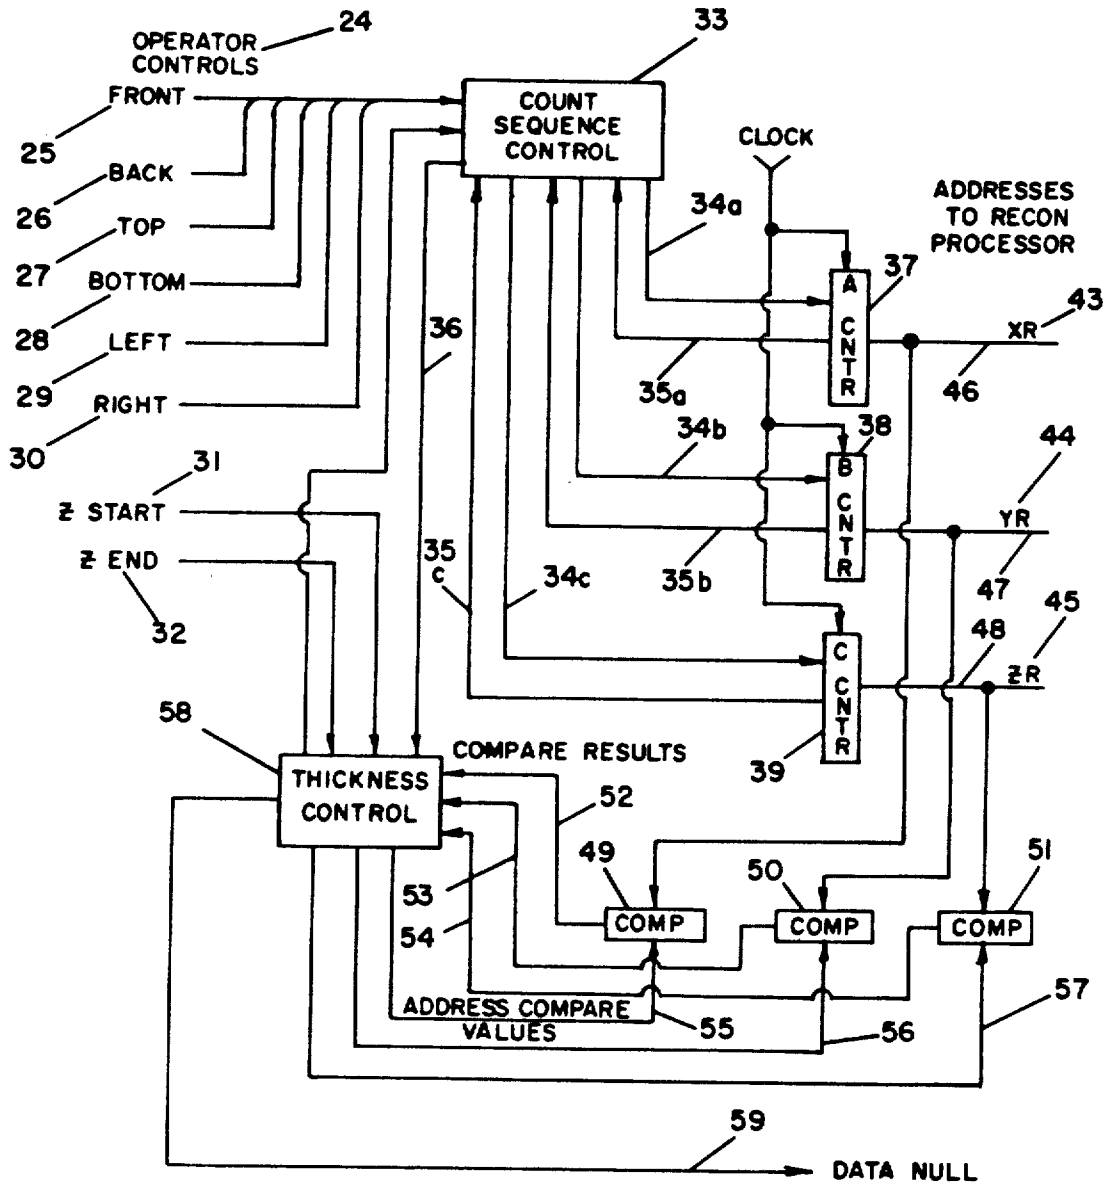 24
OPERATOR
CONTROLS
33
FRONT
25
BACK
26
TOP
27
BOTTOM
28
LEFT
29
RIGHT
30
31
Z START
Z END
32
COUNT
SEQUENCE
CONTROL
CLOCK
ADDRESSES
TO RECON
PROCESSOR
34a
37
A
CNTR
XR
43
36
35a
46
34b
38
B
CNTR
44
YR
35b
47
35
c
34c
45
C
CNTR
48
ZR
39
58
THICKNESS
CONTROL
COMPARE RESULTS
52
49
COMP
50
COMP
51
COMP
53
54
ADDRESS COMPARE
VALUES
55
56
57
59
DATA NULL